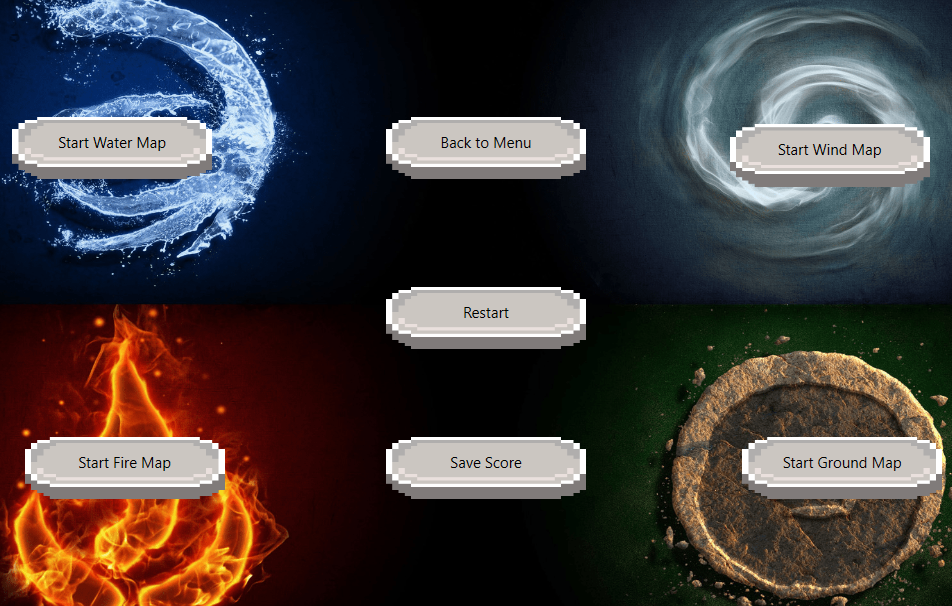 Start Water Map
Back to Menu
Start Wind Map
Restart
Start Fire Map
Save Score
Start Ground Map